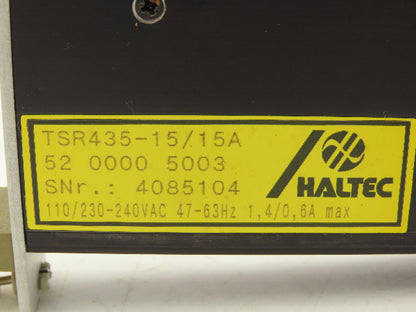 TSR435-15/15A
52 0000 5003
SNr.: 4085104
HALTEC
110/230-240VAC 47-63Hz 1,4/0,6A max